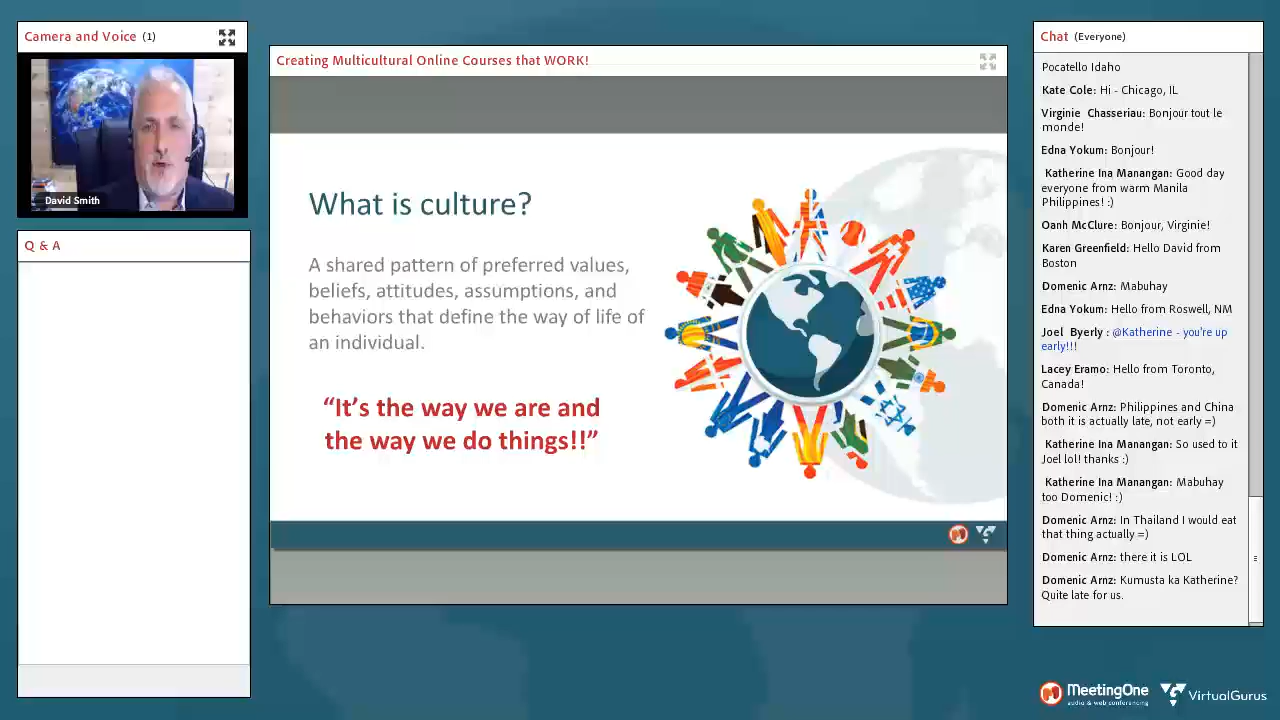 Camera and Voice (1)
David Smith
Q & A
Creating Multicultural Online Courses that WORK!
What is culture?
A shared pattern of preferred values,
beliefs, attitudes, assumptions, and
behaviors that define the way of life of
an individual.
“It’s the way we are and
the way we do things!!”
Chat (Everyone)
Pocatello Idaho
Kate Cole: Hi - Chicago, IL
Virginie Chasseriau: Bonjour tout le
monde!
Edna Yokum: Bonjour!
Katherine Ina Manangan: Good day
everyone from warm Manila
Philippines! :)
Oanh McClure: Bonjour, Virginie!
Karen Greenfield: Hello David from
Boston
Domenic Arnz: Mabuhay
Edna Yokum: Hello from Roswell, NM
Joel Byerly : @Katherine - you're up
early!!!
Lacey Eramo: Hello from Toronto,
Canada!
Domenic Arnz: Philippines and China
both it is actually late, not early =)
Katherine Ina Manangan: So used to it
Joel lol! thanks :)
Katherine Ina Manangan: Mabuhay
too Domenic! :)
Domenic Arnz: In Thailand I would eat
that thing actually =)
Domenic Arnz: there it is LOL
Domenic Arnz: Kumusta ka Katherine?
Quite late for us.
MeetingOne
audio & web conferencing
VirtualGurus